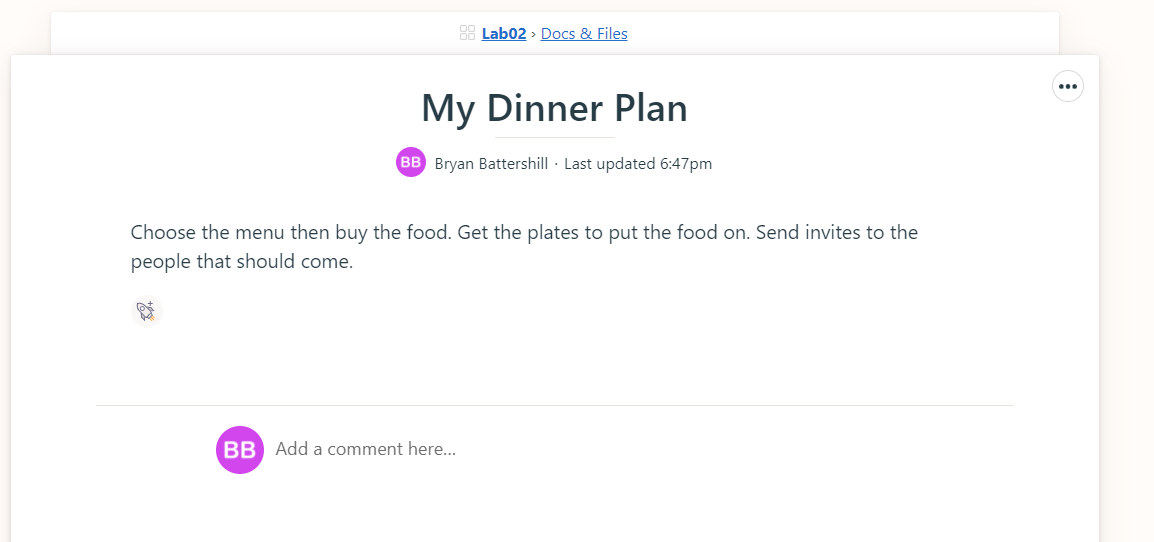 Lab02 › Docs & Files
My Dinner Plan
BB Bryan Battershill · Last updated 6:47pm
Choose the menu then buy the food. Get the plates to put the food on. Send invites to the
people that should come.
BB Add a comment here...